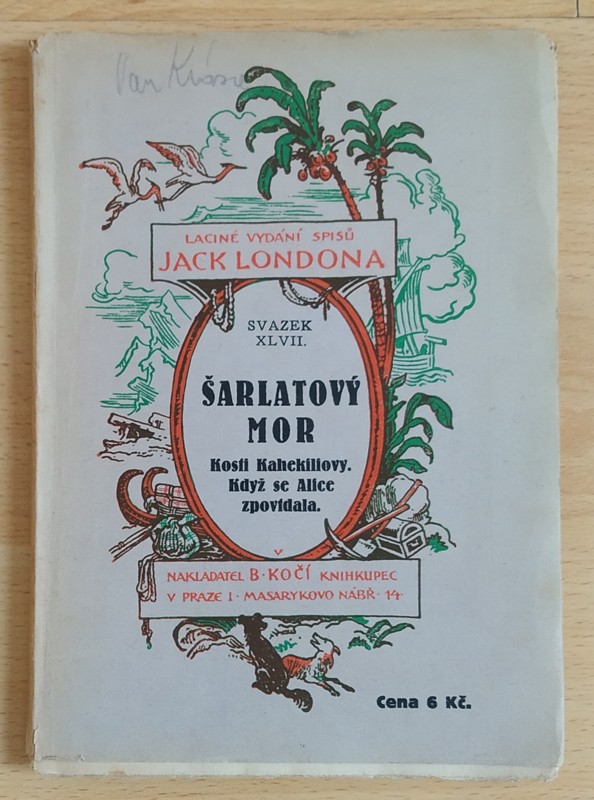 LACINÉ VYDÁNÍ SPISŮ
JACK LONDONA
SVAZEK
XLVII.
ŠARLATOVÝ
MOR
Kosti Kahekiliovy.
Když se Alice
zpovídala.
V
NAKLADATEL B·KOČÍ KNIHKUPEC
V PRAZE I · MASARYKOVO NÁBŘ · 14·
Cena 6 Kč.